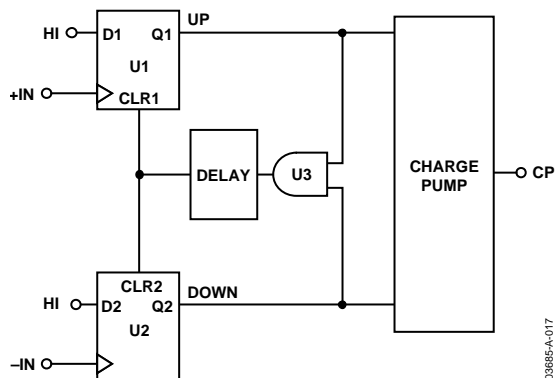 UP
HI D1 Q1
U1
+IN CLR1
DELAY U3 CHARGE
PUMP CP
CLR2 DOWN
HI D2 Q2
U2
–IN
03685-A-017